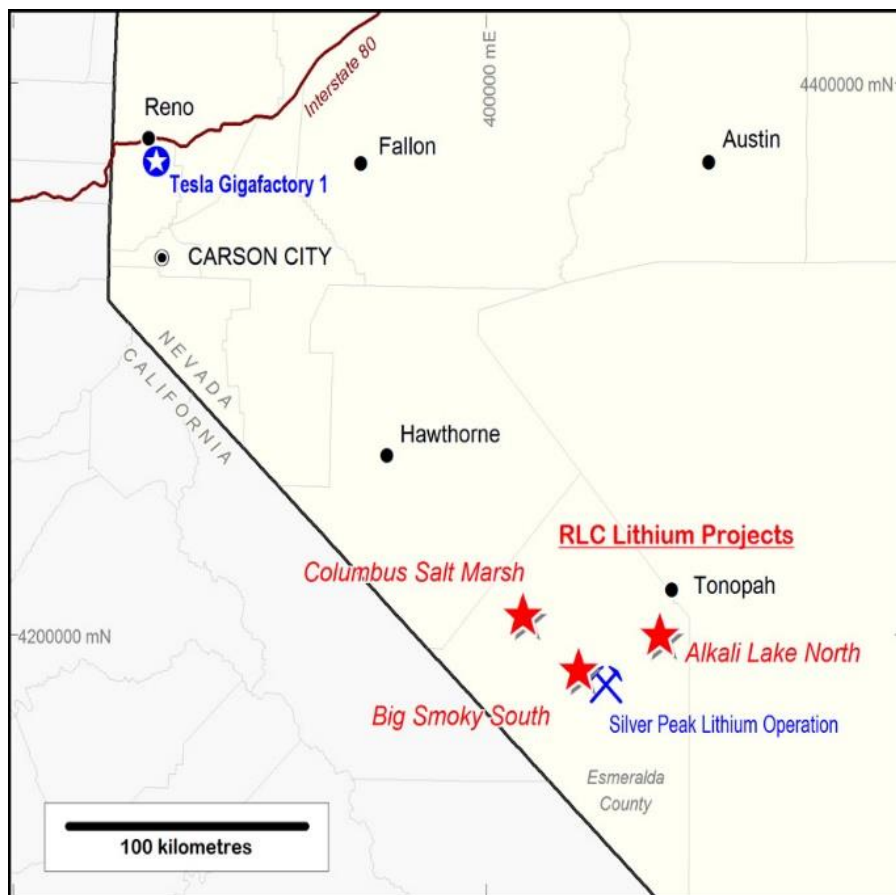 400000 mE
4400000 mN
Interstate 80
Reno
Fallon
Austin
Tesla Gigafactory 1
CARSON CITY
NEVADA
CALIFORNIA
Hawthorne
RLC Lithium Projects
Columbus Salt Marsh
Tonopah
4200000 mN
Alkali Lake North
Big Smoky South
Silver Peak Lithium Operation
Esmeralda
County
100 kilometres